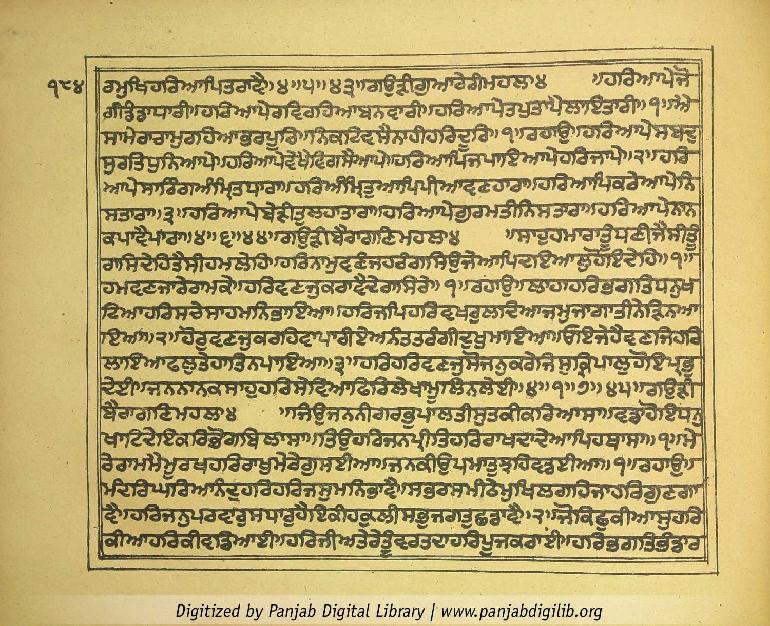 ੧੮੪
ਰਮੁਖਿਹਰਿਆਪਿਤਰਾਵੈ॥੪॥੫॥੪੩॥ਗਉੜੀਗੁਆਰੇਰੀਮਹਲਾ੪ ॥ਹਰਿਆਪੇਜੋ
ਗੀਡੰਡਾਧਾਰੀ॥ਹਰਿਆਪੇਰਵਿਰਹਿਆਬਨਵਾਰੀ॥ਹਰਿਆਪੇਤਪੁਤਾਪੈਲਾਇਤਾਰੀ॥੧॥ਐ
ਸਾਮੇਰਾਰਾਮੁਰਹਿਆਭਰਪੂਰਿ॥ਨਿਕਟਿਵਸੈਨਾਹੀਹਰਿਦੂਰਿ॥੧॥ਰਹਾਉ॥ਹਰਿਆਪੇਸਬਦੁ
ਸੁਰਤਿਧੁਨਿਆਪੇ॥ਹਰਿਆਪੇਵੇਖੈਵਿਗਸੈਆਪੇ॥ਹਰਿਆਪਿਜਪਾਇਆਪੇਹਰਿਜਾਪੇ॥੨॥ਹਰਿ
ਆਪੇਸਾਰਿੰਗਅੰਮ੍ਰਿਤਧਾਰਾ॥ਹਰਿਅੰਮ੍ਰਿਤੁਆਪਿਪੀਆਵਣਹਾਰਾ॥ਹਰਿਆਪਿਕਰੇਆਪੇਨਿ
ਸਤਾਰਾ॥੩॥ਹਰਿਆਪੇਬੇੜੀਤੁਲਹਾਤਾਰਾ॥ਹਰਿਆਪੇਗੁਰਮਤੀਨਿਸਤਾਰਾ॥ਹਰਿਆਪੇਨਾਨ
ਕਪਾਵੈਪਾਰਾ॥੪॥੬॥੪੪॥ਗਉੜੀਬੈਰਾਗਣਿਮਹਲਾ੪ ॥ਸਾਹੁਹਮਾਰਾਤੂੰਧਣੀਜੈਸੀਤੂੰ
ਰਾਸਿਦੇਹਿਤੈਸੀਹਮਲੇਹਿ॥ਹਰਿਨਾਮੁਵਣੰਜਹਰੰਗਸਿਉਜੇਆਪਿਦਇਆਲੁਹੋਇਦੇਹਿ॥੧॥
ਹਮਵਣਜਾਰੇਰਾਮਕੇ॥ਹਰਿਵਣਜੁਕਰਾਵੈਦੇਰਾਸਿਰੇ॥੧॥ਰਹਾਉ॥ਲਾਹਾਹਰਿਭਗਤਿਧਨੁਖ
ਟਿਆਹਰਿਸਚੇਸਾਹਮਨਿਭਾਇਆ॥ਹਰਿਜਪਿਹਰਿਵਖਰੁਲਦਿਆਜਮੁਜਾਗਾਤੀਨੇੜਿਨਆ
ਇਆ॥੨॥ਹੋਰੁਵਣਜੁਕਰਹਿਵਾਪਾਰੀਏਅਨੰਤਤਰੰਗੀਦੁਖੁਮਾਇਆ॥ਓਇਜੇਹੈਵਣਜਿਹਰਿ
ਲਾਇਆਫਲੁਤੇਹਾਤਿਨਪਾਇਆ॥੩॥ਹਰਿਹਰਿਵਣਜੁਸੋਜਨੁਕਰੇਜਿਸੁਕ੍ਰਿਪਾਲੁਹੋਇਪ੍ਰਭੁ
ਦੇਈ॥ਜਨਨਾਨਕਸਾਹੁਹਰਿਸੇਵਿਆਫਿਰਿਲੇਖਾਮੂਲਿਨਲੇਈ॥੪॥੧॥੭॥੪੫॥ਗਉੜੀ
ਬੈਰਾਗਣਿਮਹਲਾ੪ ॥ਜਿਉਜਨਨੀਗਰਭੁਪਾਲਤੀਸੁਤਕੀਕਰਿਆਸਾ॥ਵਡਾਹੋਇਧਨੁ
ਖਾਟਿਦੇਇਕਰਿਭੋਗਬਿਲਾਸਾ॥ਤਿਉਹਰਿਜਨਪ੍ਰੀਤਿਹਰਿਰਾਖਦਾਦੇਆਪਿਹਥਾਸਾ॥੧॥ਮੇ
ਰੇਰਾਮਮੈਮੂਰਖਹਰਿਰਾਖੁਮੇਰੇਗੁਸਈਆ॥ਜਨਕੀਉਪਮਾਤੁਝਹਿਵਡਈਆ॥੧॥ਰਹਾਉ॥
ਮੰਦਰਿਘਰਿਆਨੰਦੁਹਰਿਹਰਿਜਸੁਮਨਿਭਾਵੈ॥ਸਭਰਸਮੀਠੇਮੁਖਿਲਗਹਿਜਾਹਰਿਗੁਣਗਾ
ਵੈ॥ਹਰਿਜਨੁਪਰਵਾਰੁਸਧਾਰੁਹੈਇਕੀਹਕੁਲੀਸਭੁਜਗਤੁਛਡਾਵੈ॥੨॥ਜੋਕਿਛੁਕੀਆਸੁਹਰਿ
ਕੀਆਹਰਿਕੀਵਡਿਆਈ॥ਹਰਿਜੀਅਤੇਰੇਤੂੰਵਰਤਦਾਹਰਿਪੂਜਕਰਾਈ॥ਹਰਿਭਗਤਿਭੰਡਾਰ
Digitized by Panjab Digital Library | www.panjabdigilib.org